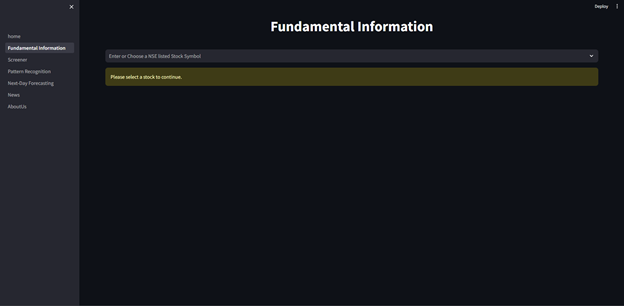 Deploy
home
Fundamental Information
Screener
Pattern Recognition
Next-Day Forecasting
News
AboutUs
Fundamental Information
Enter or Choose a NSE listed Stock Symbol
Please select a stock to continue.